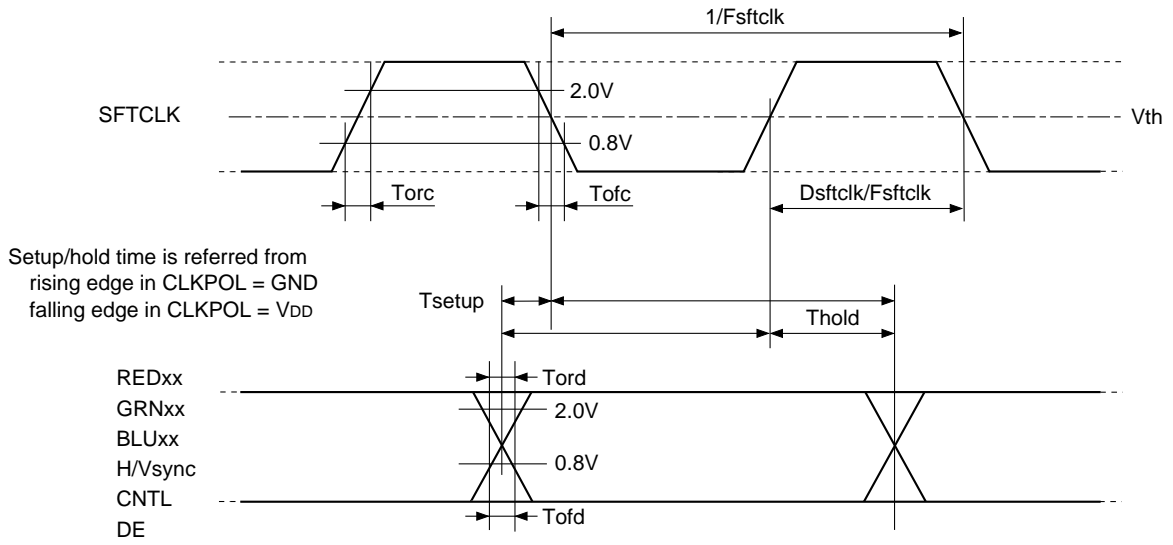 1/Fsftclk
2.0V
SFTCLK
Vth
0.8V
Torc
Tofc
Dsftclk/Fsftclk
Setup/hold time is referred from
rising edge in CLKPOL = GND
falling edge in CLKPOL = VDD
Tsetup
Thold
REDxx
Tord
GRNxx
2.0V
BLUxx
H/Vsync
0.8V
CNTL
Tofd
DE